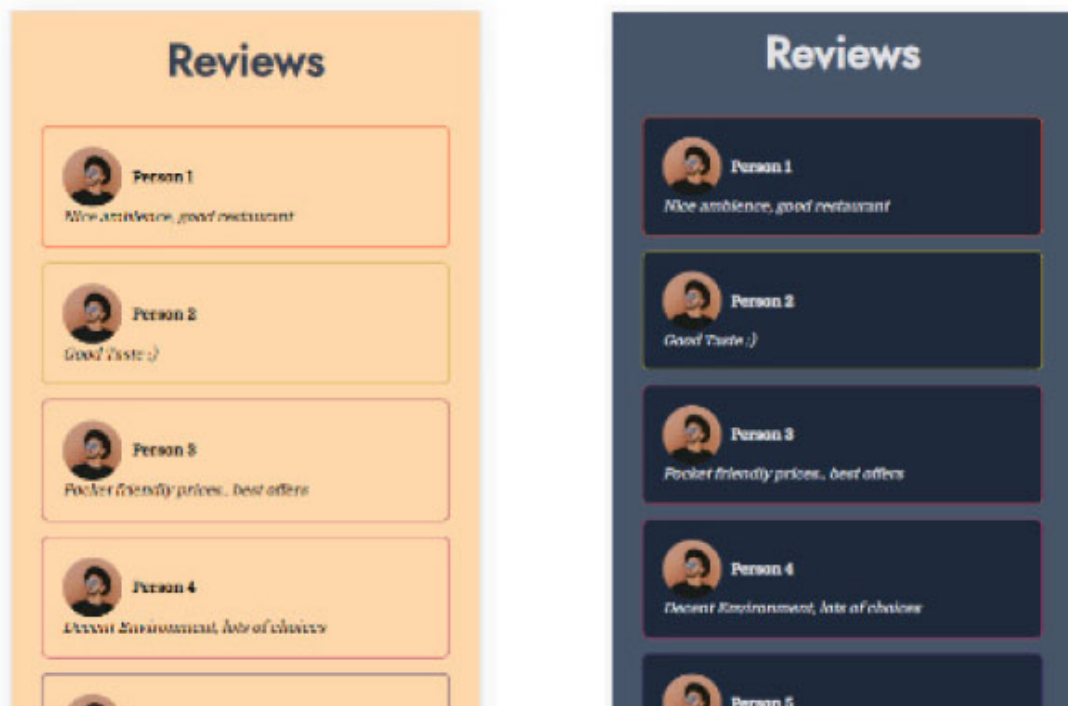 Reviews
Person 1
Nice ambience, good restaurant
Person 2
Good Taste :)
Person 3
Pocket friendly prices.. best offers
Person 4
Decent Environment, lots of choices
Reviews
Person 1
Nice ambience, good restaurant
Person 2
Good Taste :)
Person 3
Pocket friendly prices.. best offers
Person 4
Decent Environment, lots of choices
Person 5